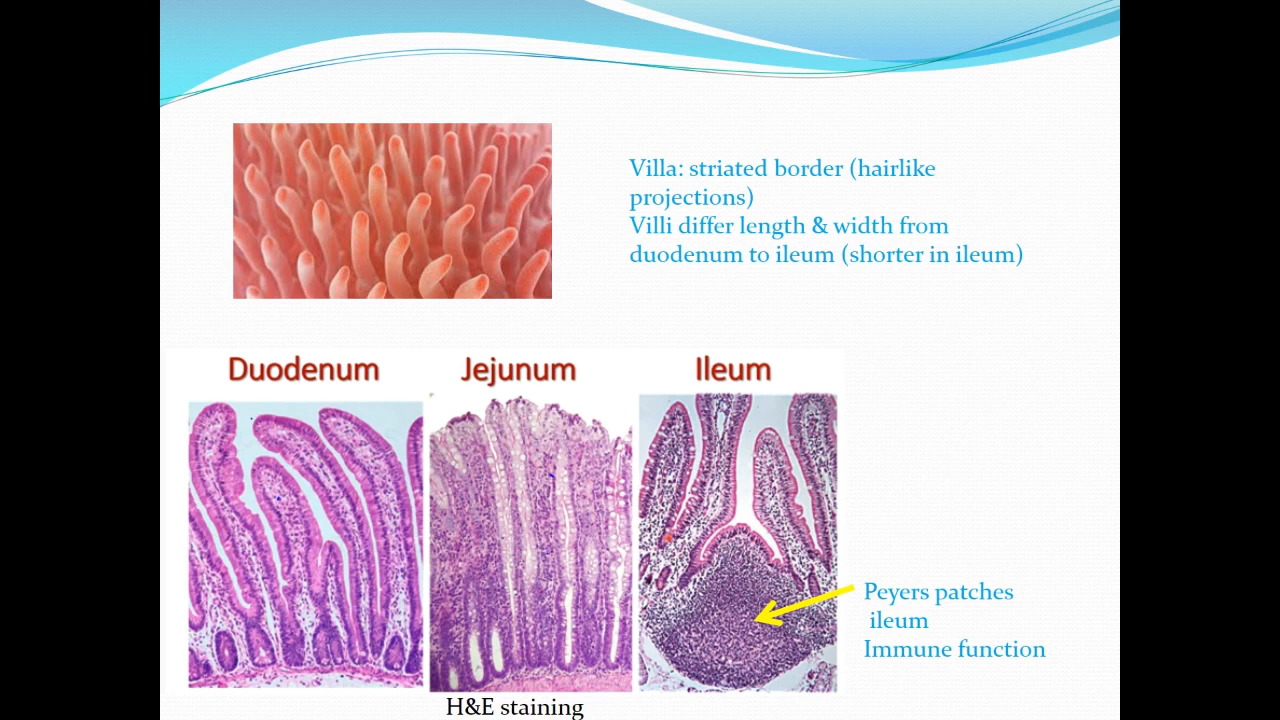 Villa: striated border (hairlike
projections)
Villi differ length & width from
duodenum to ileum (shorter in ileum)
Duodenum
Jejunum
Ileum
Peyers patches
ileum
Immune function
H&E staining